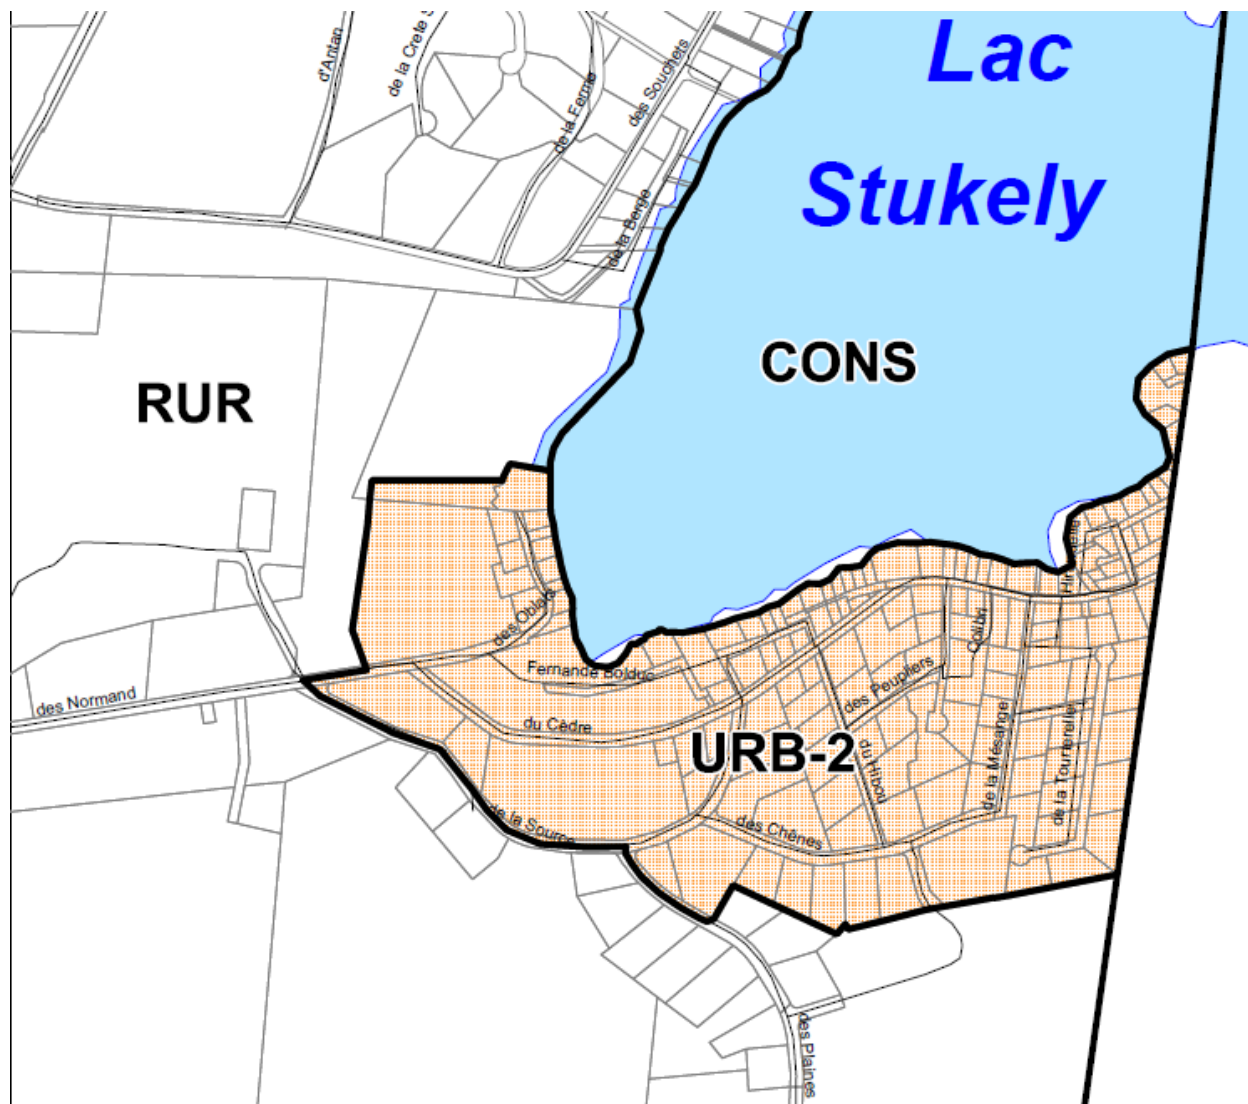 Lac
Stukely
d'Antan
de la Crete S
de la Ferme
des Souchets
de la Berge
CONS
RUR
des Oblats
Fernande Bolduc
des Normand
du Cèdre
des Peupliers
Colibri
URB-2
du Hibou
de la Mésange
de la Tourterelle
de la Source
des Chênes
des Plaines